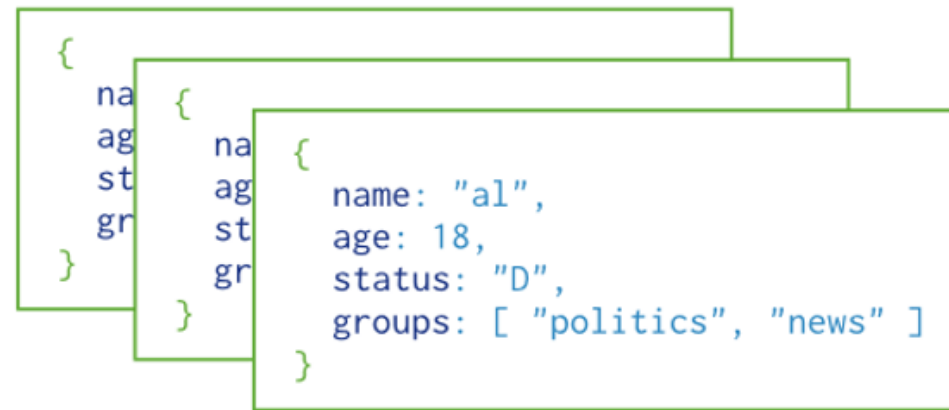 {
na
ag
st
gr
}
{
na
ag
st
gr
}
{
name: "al",
age: 18,
status: "D",
groups: [ "politics", "news" ]
}